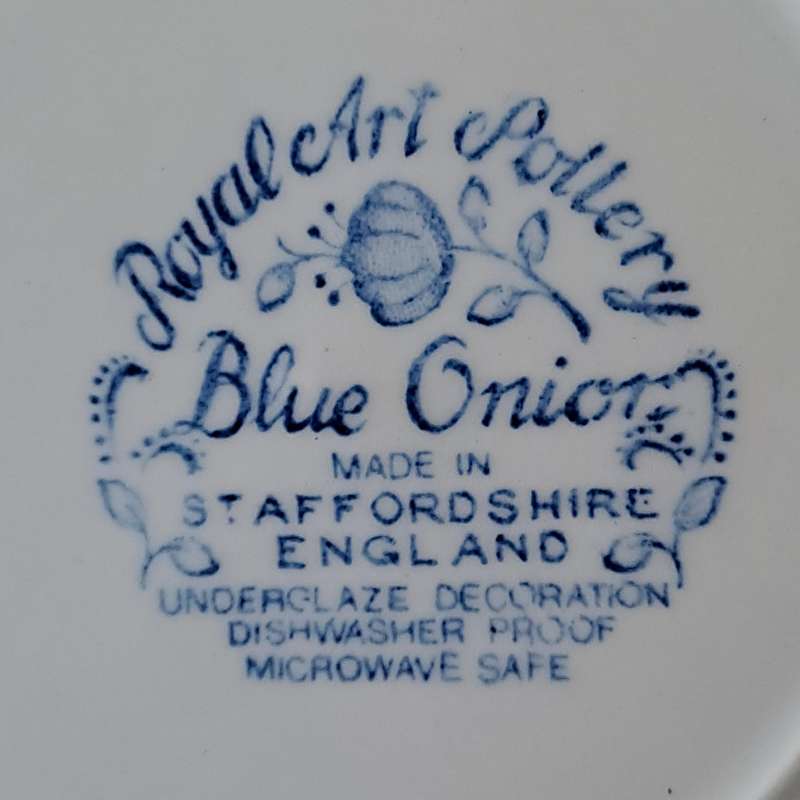 Royal Art Pottery
Blue Onion
MADE IN
STAFFORDSHIRE
ENGLAND
UNDERGLAZE DECORATION
DISHWASHER PROOF
MICROWAVE SAFE